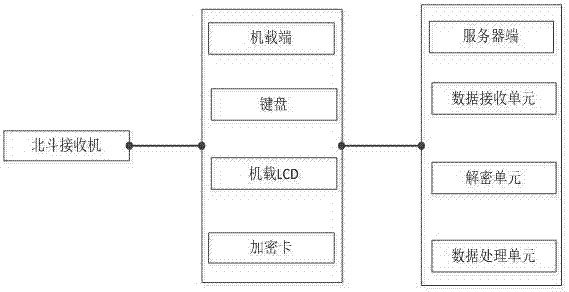 北斗接收机
机载端
键盘
机载LCD
加密卡
服务器端
数据接收单元
解密单元
数据处理单元